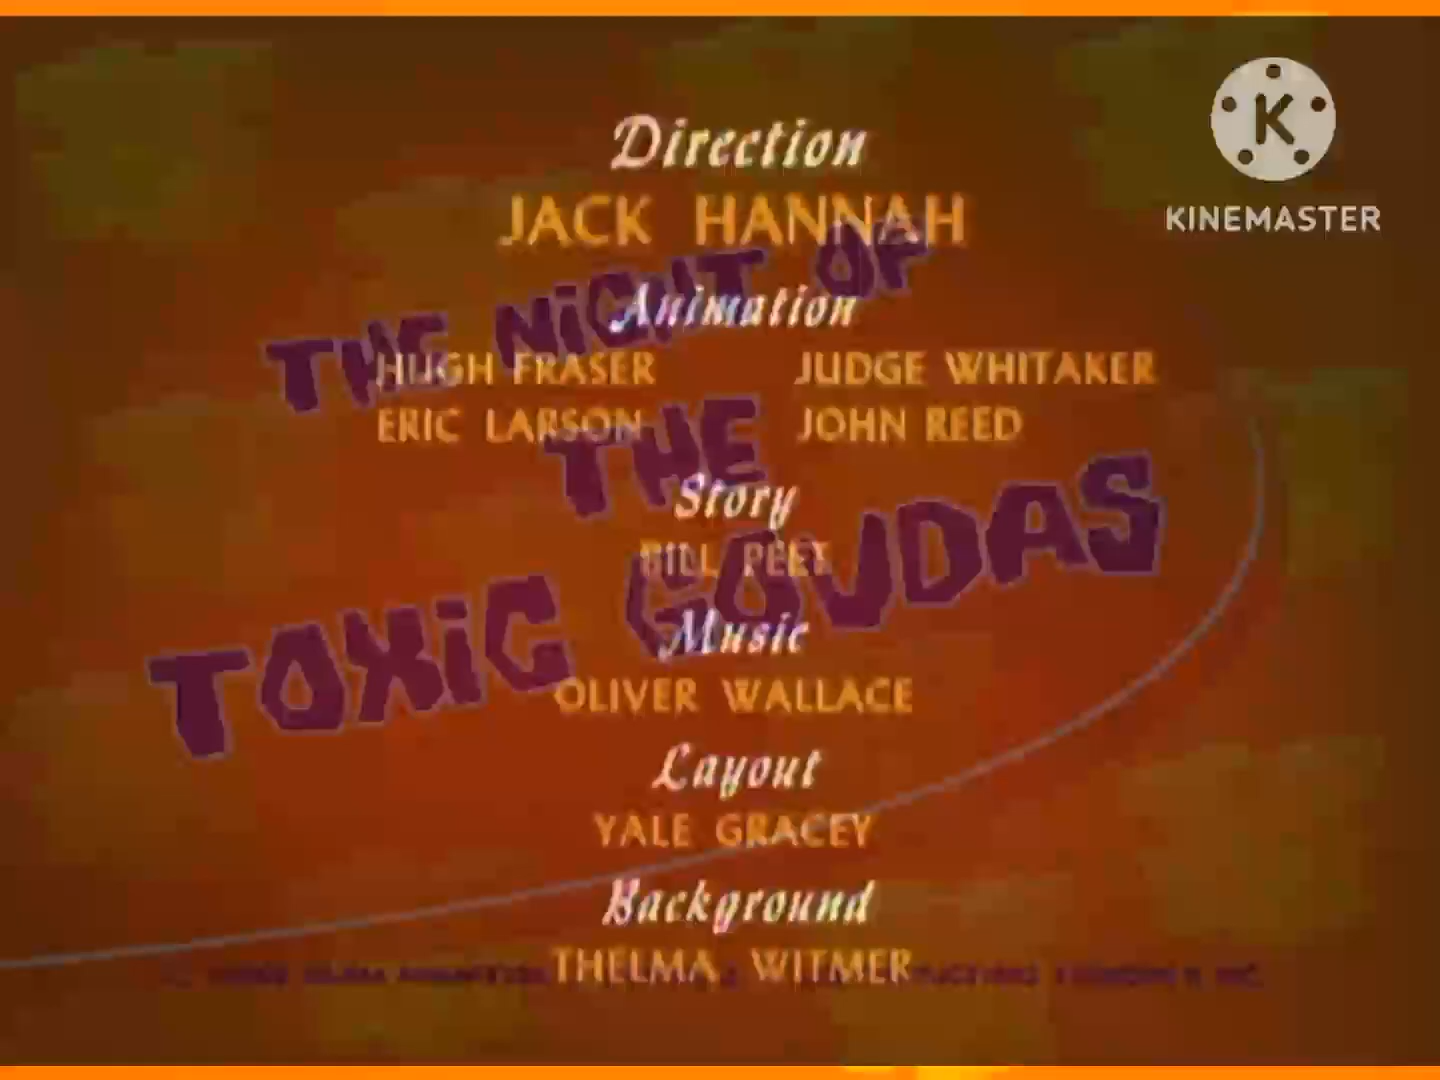 Direction
K
KINEMASTER
JACK HANNAH
THE NIGHT OF
Animation
HUGH FRASER JUDGE WHITAKER
ERIC LARSON JOHN REED
THE
Story
BILL PEET
TOXIC GOUDAS
Music
OLIVER WALLACE
Layout
YALE GRACEY
Background
THELMA WITMER